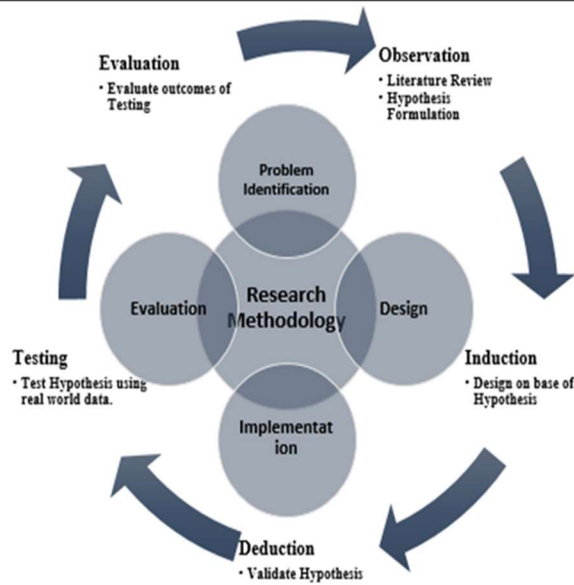 Evaluation
• Evaluate outcomes of
Testing
Observation
• Literature Review
• Hypothesis
Formulation
Problem
Identification
Evaluation
Research
Methodology
Design
Testing
• Test Hypothesis using
real world data.
Induction
• Design on base of
Hypothesis
Implementat
ion
Deduction
• Validate Hypothesis